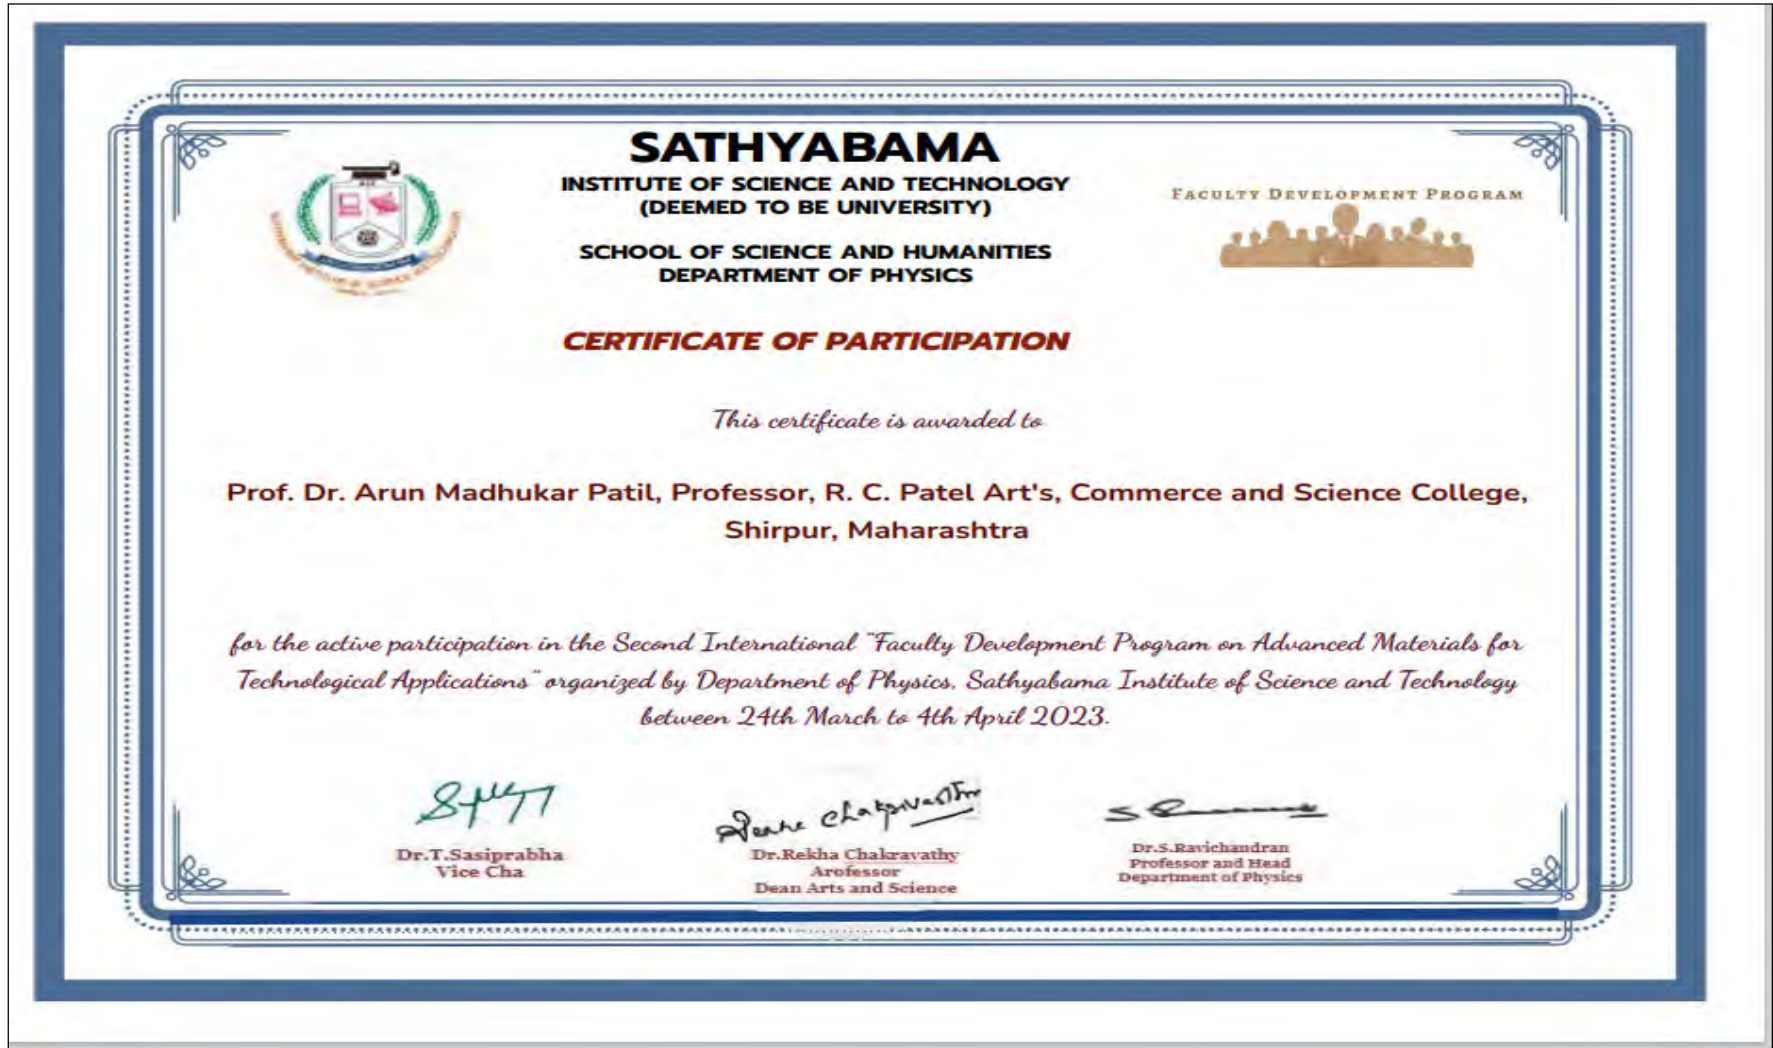 SATHYABAMA
INSTITUTE OF SCIENCE AND TECHNOLOGY
(DEEMED TO BE UNIVERSITY)
SCHOOL OF SCIENCE AND HUMANITIES
DEPARTMENT OF PHYSICS
FACULTY DEVELOPMENT PROGRAM
CERTIFICATE OF PARTICIPATION
This certificate is awarded to
Prof. Dr. Arun Madhukar Patil, Professor, R. C. Patel Art's, Commerce and Science College,
Shirpur, Maharashtra
for the active participation in the Second International "Faculty Development Program on Advanced Materials for
Technological Applications" organized by Department of Physics, Sathyabama Institute of Science and Technology
between 24th March to 4th April 2023.
Dr.T.Sasiprabha
Vice Cha
Dr.Rekha Chakravathy
Arofessor
Dean Arts and Science
Dr.S.Ravichandran
Professor and Head
Department of Physics